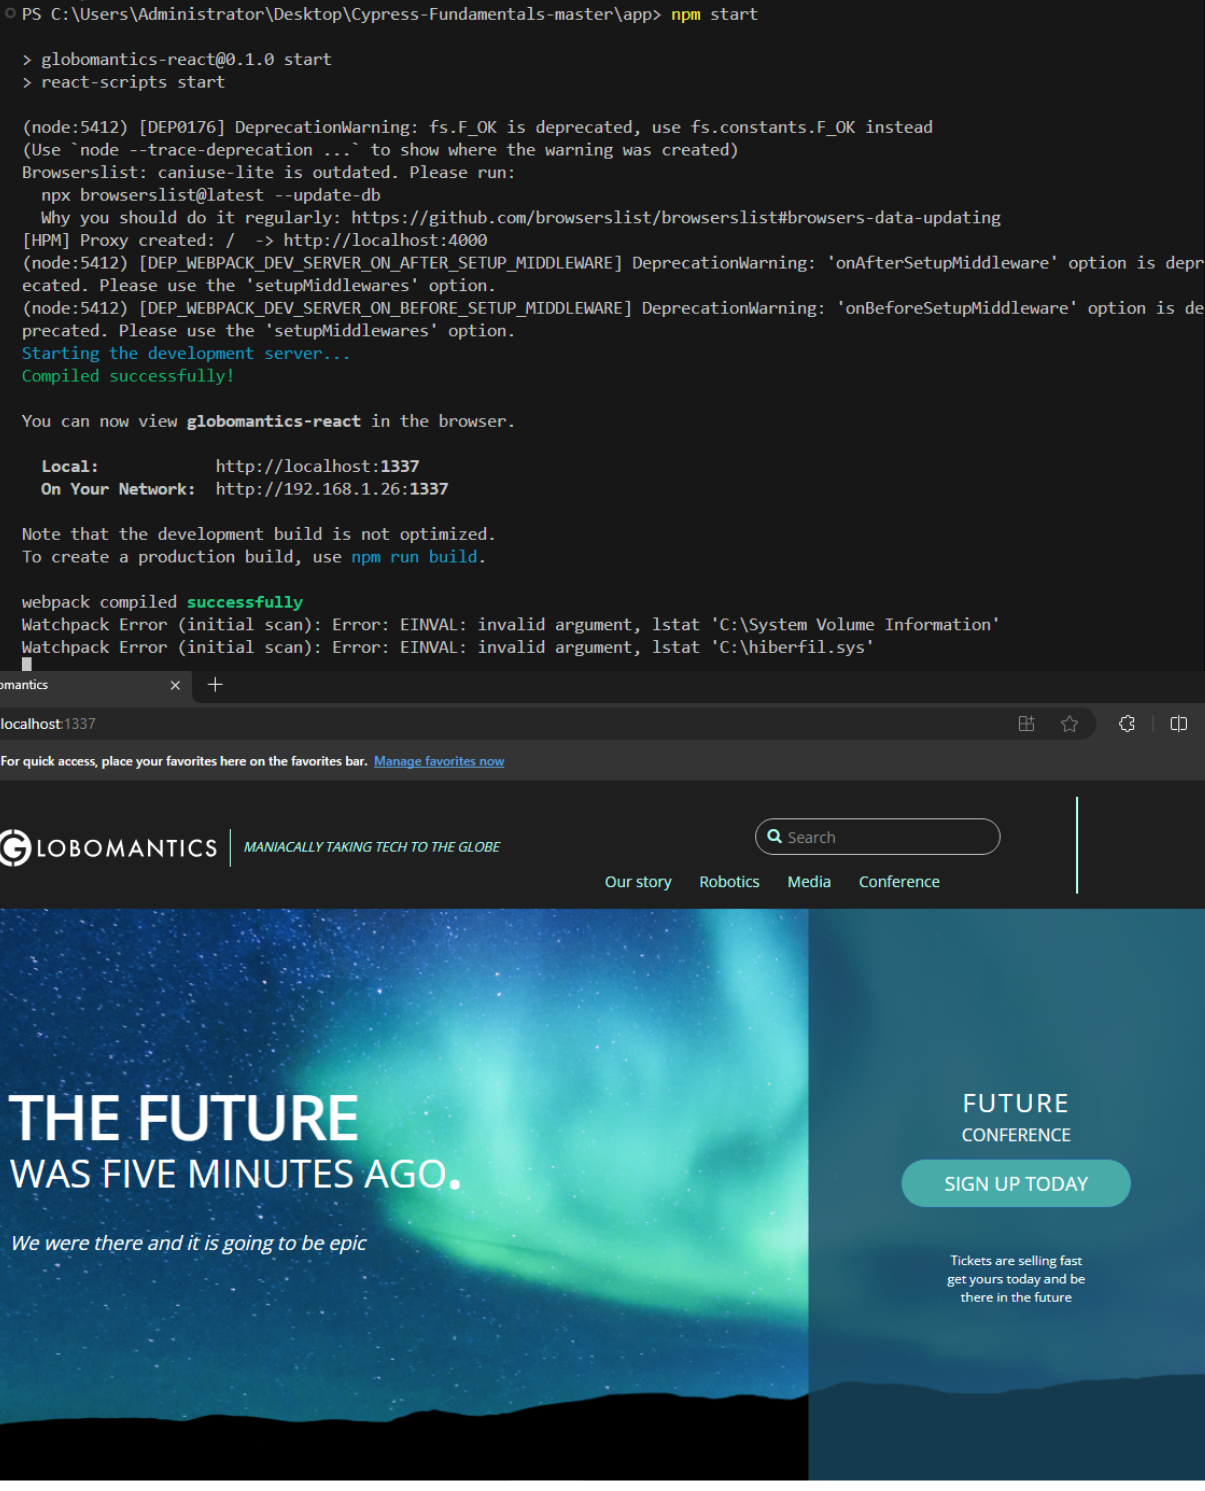 PS C:\Users\Administrator\Desktop\Cypress-Fundamentals-master\app> npm start
> globomantics-react@0.1.0 start
> react-scripts start
(node:5412) [DEP0176] DeprecationWarning: fs.F_OK is deprecated, use fs.constants.F_OK instead
(Use `node --trace-deprecation ...` to show where the warning was created)
Browserslist: caniuse-lite is outdated. Please run:
  npx browserslist@latest --update-db
  Why you should do it regularly: https://github.com/browserslist/browserslist#browsers-data-updating
[HPM] Proxy created: /  -> http://localhost:4000
(node:5412) [DEP_WEBPACK_DEV_SERVER_ON_AFTER_SETUP_MIDDLEWARE] DeprecationWarning: 'onAfterSetupMiddleware' option is depr
ecated. Please use the 'setupMiddlewares' option.
(node:5412) [DEP_WEBPACK_DEV_SERVER_ON_BEFORE_SETUP_MIDDLEWARE] DeprecationWarning: 'onBeforeSetupMiddleware' option is de
precated. Please use the 'setupMiddlewares' option.
Starting the development server...
Compiled successfully!
You can now view globomantics-react in the browser.
  Local:            http://localhost:1337
  On Your Network:  http://192.168.1.26:1337
Note that the development build is not optimized.
To create a production build, use npm run build.
webpack compiled successfully
Watchpack Error (initial scan): Error: EINVAL: invalid argument, lstat 'C:\System Volume Information'
Watchpack Error (initial scan): Error: EINVAL: invalid argument, lstat 'C:\hiberfil.sys'
omantics
localhost:1337
For quick access, place your favorites here on the favorites bar. Manage favorites now
GLOBOMANTICS MANIACALLY TAKING TECH TO THE GLOBE
Search
Our story Robotics Media Conference
THE FUTURE
WAS FIVE MINUTES AGO.
We were there and it is going to be epic
FUTURE
CONFERENCE
SIGN UP TODAY
Tickets are selling fast
get yours today and be
there in the future